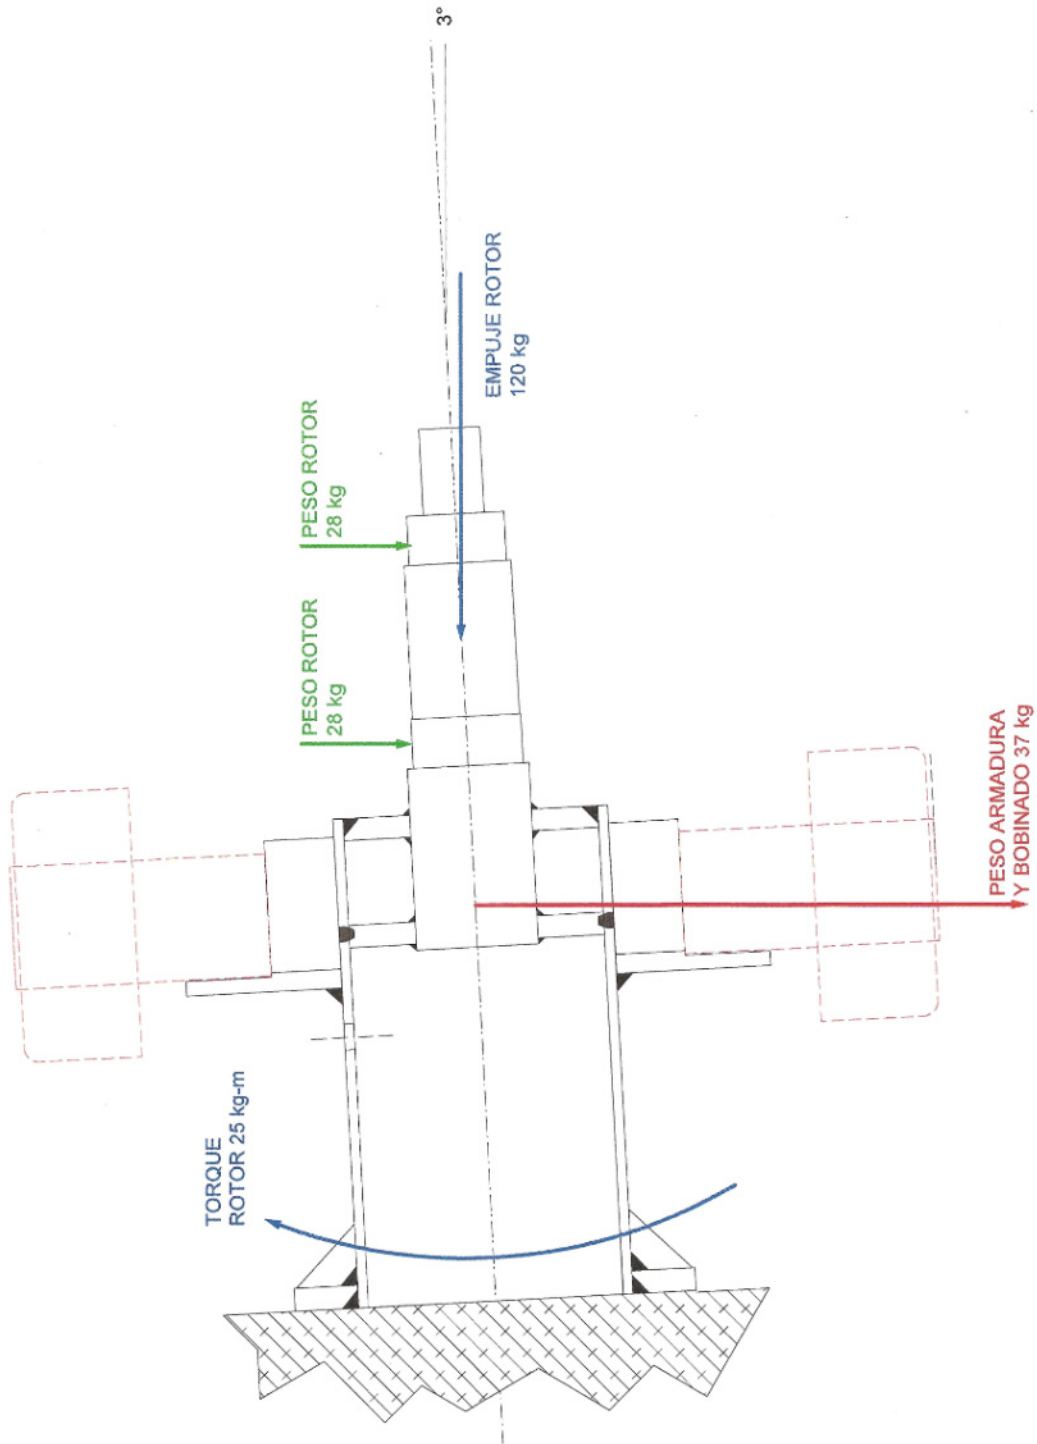 3°
EMPUJE ROTOR
120 kg
PESO ROTOR
28 kg
PESO ROTOR
28 kg
PESO ARMADURA
Y BOBINADO 37 kg
TORQUE
ROTOR 25 kg-m